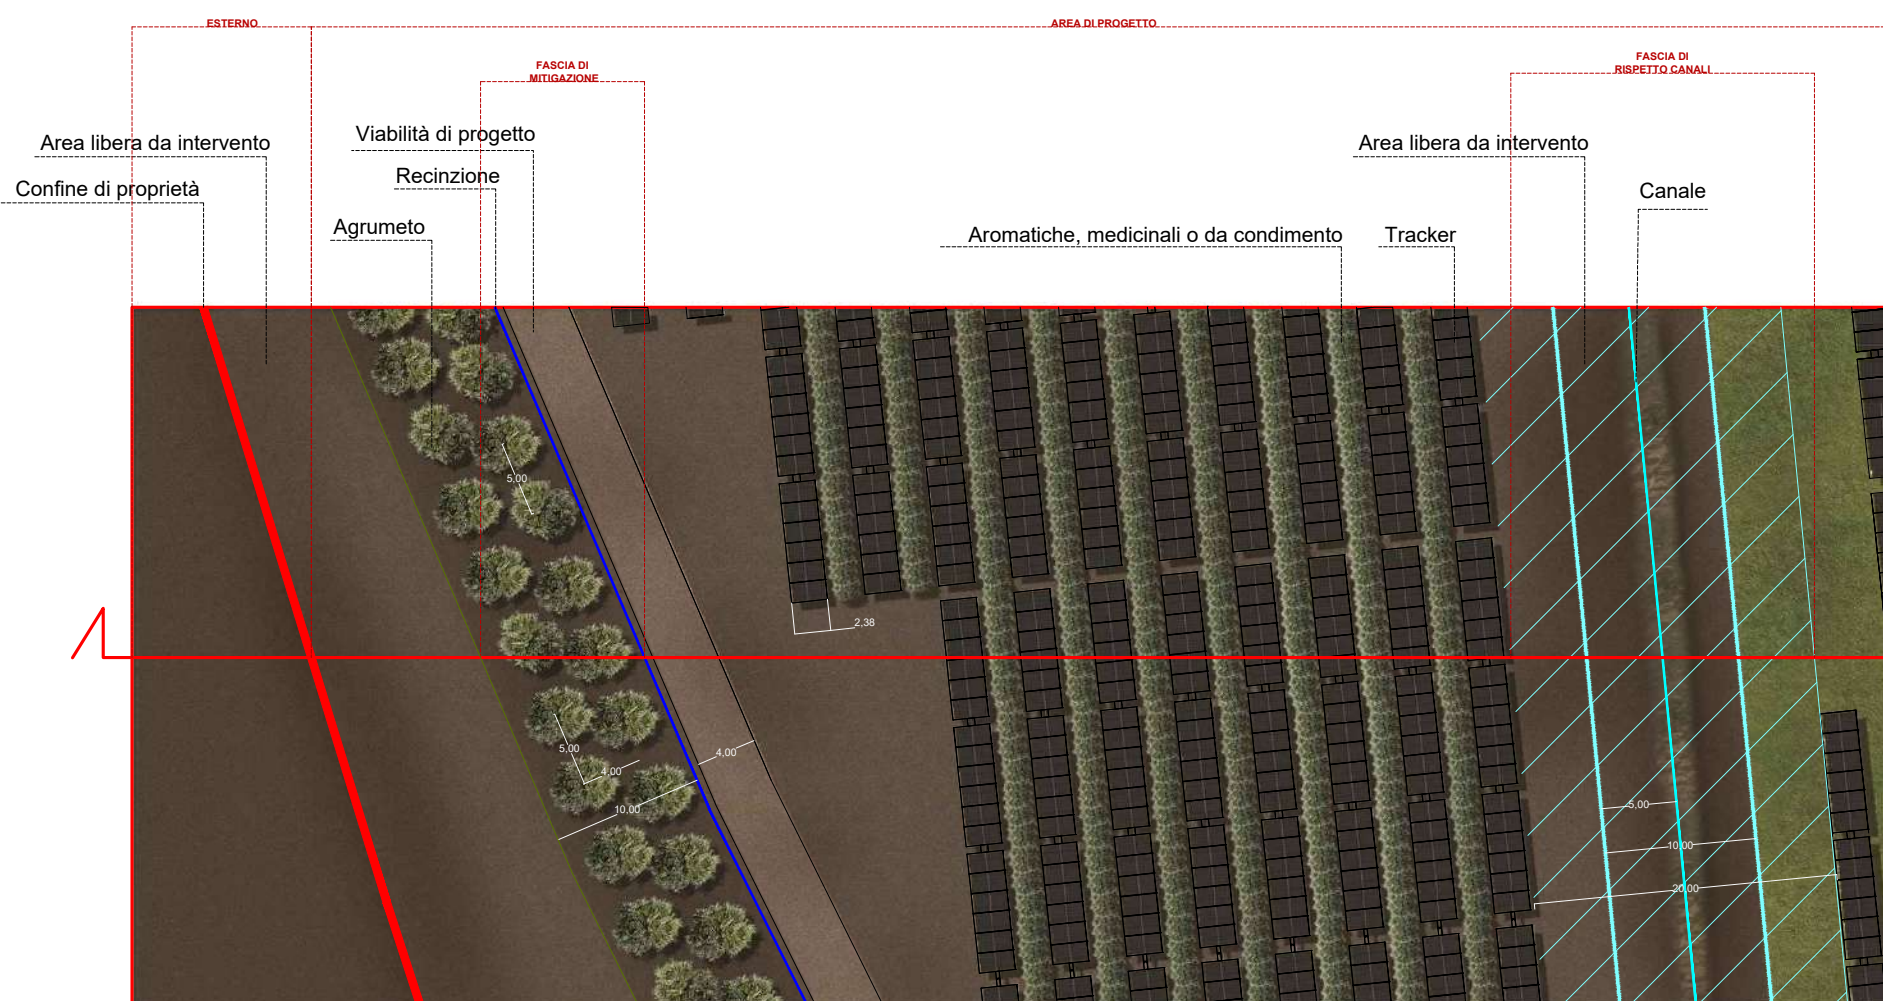 ESTERNO
AREA DI PROGETTO
FASCIA DI
MITIGAZIONE
FASCIA DI
RISPETTO CANALI
Area libera da intervento
Viabilità di progetto
Area libera da intervento
Confine di proprietà
Recinzione
Canale
Agrumeto
Aromatiche, medicinali o da condimento
Tracker
5,00
2,38
5,00
4,00
4,00
10,00
5,00
10,00
20,00